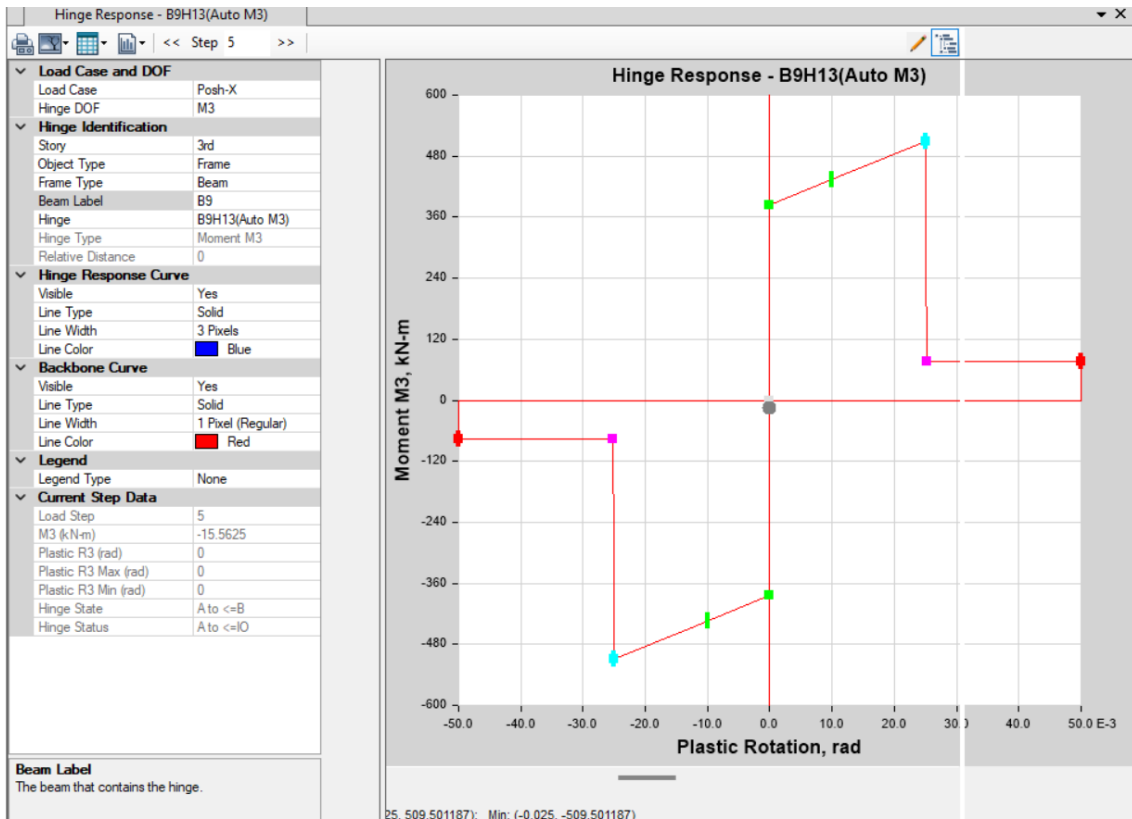 Hinge Response - B9H13(Auto M3)
<< Step 5 >>
Load Case and DOF
Load Case Posh-X
Hinge DOF M3
Hinge Identification
Story 3rd
Object Type Frame
Frame Type Beam
Beam Label B9
Hinge B9H13(Auto M3)
Hinge Type Moment M3
Relative Distance 0
Hinge Response Curve
Visible Yes
Line Type Solid
Line Width 3 Pixels
Line Color Blue
Backbone Curve
Visible Yes
Line Type Solid
Line Width 1 Pixel (Regular)
Line Color Red
Legend
Legend Type None
Current Step Data
Load Step 5
M3 (kN-m) -15.5625
Plastic R3 (rad) 0
Plastic R3 Max (rad) 0
Plastic R3 Min (rad) 0
Hinge State A to <=B
Hinge Status A to <=IO
Beam Label
The beam that contains the hinge.
Hinge Response - B9H13(Auto M3)
Moment M3, kN-m
600
480
360
240
120
0
-120
-240
-360
-480
-600
-50.0 -40.0 -30.0 -20.0 -10.0 0.0 10.0 20.0 30.0 40.0 50.0 E-3
Plastic Rotation, rad
25, 509.501187); Min: (-0.025, -509.501187)